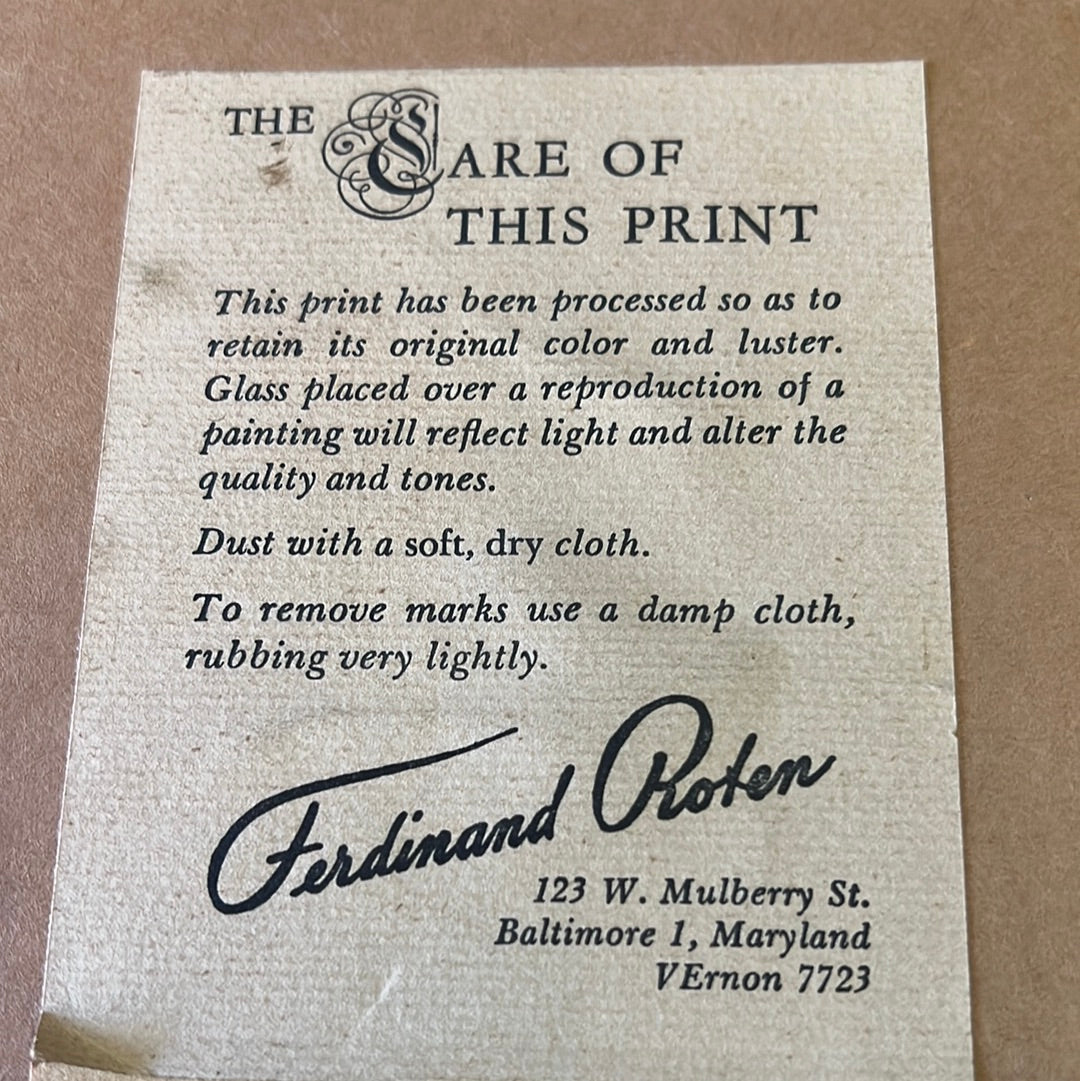 THE CARE OF
THIS PRINT
This print has been processed so as to
retain its original color and luster.
Glass placed over a reproduction of a
painting will reflect light and alter the
quality and tones.
Dust with a soft, dry cloth.
To remove marks use a damp cloth,
rubbing very lightly.
Ferdinand Roten
123 W. Mulberry St.
Baltimore 1, Maryland
VErnon 7723